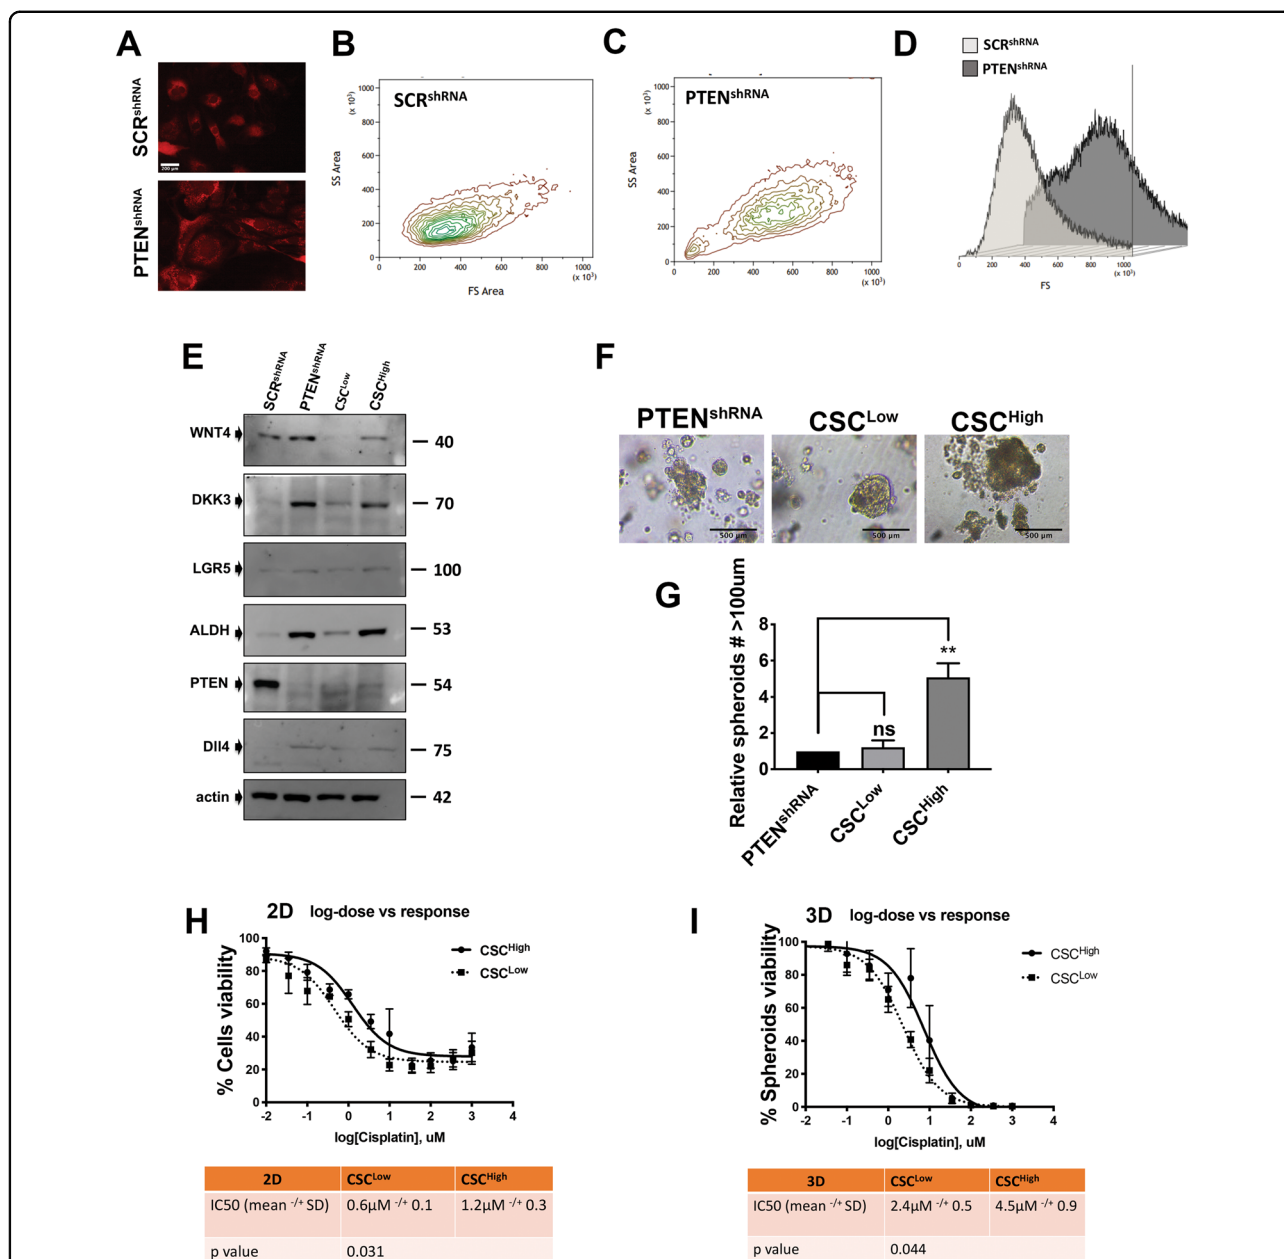 A
SCRshRNA
200 µm
PTENshRNA
B
SCRshRNA
(x 10³)
1000
800
600
400
200
0
SS Area
0 200 400 600 800 1000
(x 10³)
FS Area
C
PTENshRNA
(x 10³)
1000
800
600
400
200
0
SS Area
0 200 400 600 800 1000
(x 10³)
D
SCRshRNA
PTENshRNA
0 200 400 600 800 1000
(x 10³)
FS
E
SCRshRNA PTENshRNA CSCLow CSCHigh
WNT4 40
DKK3 70
LGR5 100
ALDH 53
PTEN 54
Dll4 75
actin 42
F
PTENshRNA CSCLow CSCHigh
500 µm 500 µm 500 µm
G
Relative spheroids # >100um
8
6
4
2
0
ns
**
PTENshRNA CSCLow CSCHigh
H
2D log-dose vs response
% Cells viability
100
80
60
40
20
0
-2 -1 0 1 2 3 4
log[Cisplatin], uM
CSCHigh
CSCLow
2D CSCLow CSCHigh
IC50 (mean -/+ SD) 0.6µM -/+ 0.1 1.2µM -/+ 0.3
p value 0.031
I
3D log-dose vs response
% Spheroids viability
100
80
60
40
20
0
-2 -1 0 1 2 3 4
log[Cisplatin], uM
CSCHigh
CSCLow
3D CSCLow CSCHigh
IC50 (mean -/+ SD) 2.4µM -/+ 0.5 4.5µM -/+ 0.9
p value 0.044